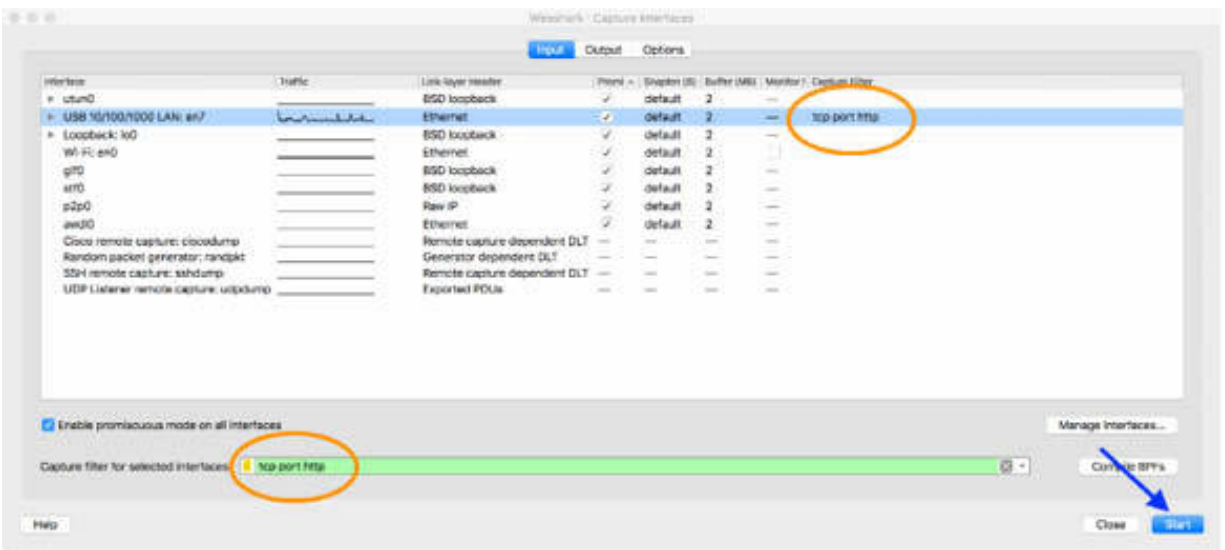 Wireshark · Capture Interfaces
Input Output Options
Interface Traffic Link-layer Header Promi Snaplen (B) Buffer (MB) Monitor Capture Filter
utun0 BSD loopback default 2 —
USB 10/100/1000 LAN: en7 Ethernet default 2 — tcp port http
Loopback: lo0 BSD loopback default 2 —
Wi-Fi: en0 Ethernet default 2
gif0 BSD loopback default 2 —
stf0 BSD loopback default 2 —
p2p0 Raw IP default 2 —
awdl0 Ethernet default 2 —
Cisco remote capture: ciscodump Remote capture dependent DLT — — — —
Random packet generator: randpkt Generator dependent DLT — — — —
SSH remote capture: sshdump Remote capture dependent DLT — — — —
UDP Listener remote capture: udpdump Exported PDUs — — — —
Enable promiscuous mode on all interfaces Manage Interfaces...
Capture filter for selected interfaces: tcp port http Compile BPFs
Help Close Start